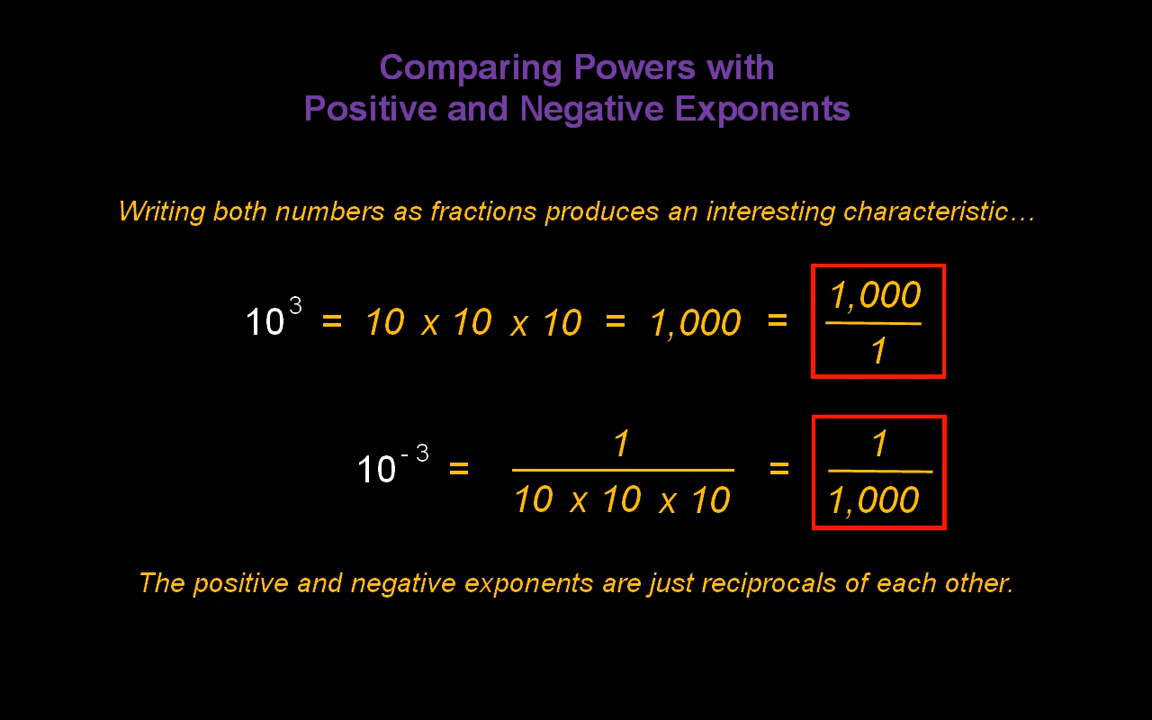 Comparing Powers with
Positive and Negative Exponents
Writing both numbers as fractions produces an interesting characteristic…
10³ = 10 x 10 x 10 = 1,000 = 1,000
1
10⁻³ = 1 = 1
10 x 10 x 10 1,000
The positive and negative exponents are just reciprocals of each other.